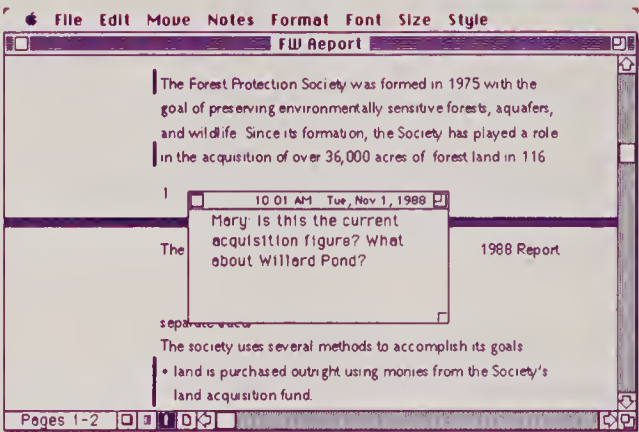 File Edit Move Notes Format Font Size Style
FW Report
The Forest Protection Society was formed in 1975 with the
goal of preserving environmentally sensitive forests, aquafers,
and wildlife Since its formation, the Society has played a role
in the acquisition of over 36,000 acres of forest land in 116
1
10 01 AM Tue, Nov 1, 1988
Mary: Is this the current
acquisition figure? What
about Willard Pond?
The
1988 Report
separate
The society uses several methods to accomplish its goals
• land is purchased outright using monies from the Society's
land acquisition fund.
Pages 1-2